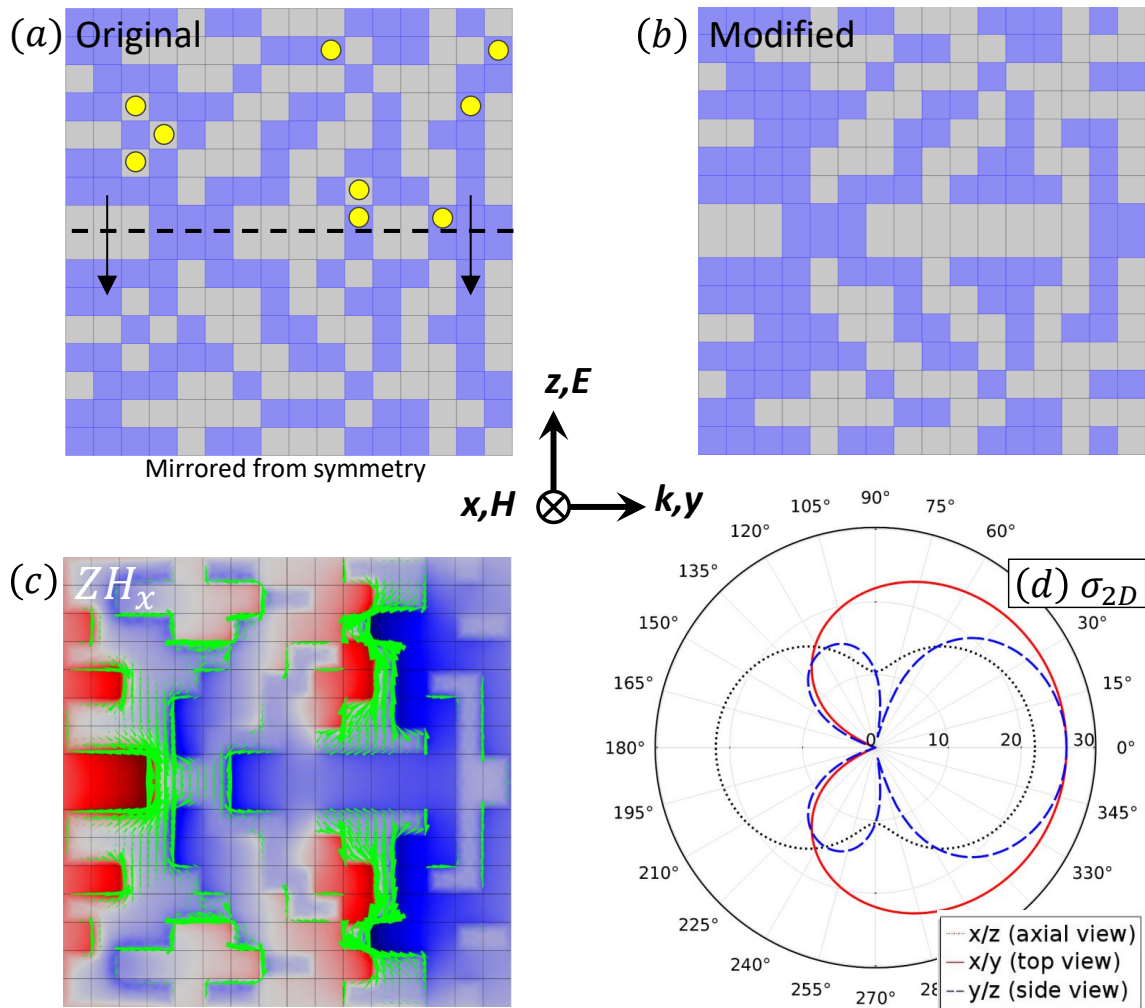 (a) Original
(b) Modified
Mirrored from symmetry
z,E
x,H
k,y
(c) ZHₓ
(d) σ₂D
90°
105°
75°
120°
60°
135°
150°
30°
165°
15°
180°
0 10 20 30
0°
195°
345°
210°
330°
225°
240°
255°
270°
x/z (axial view)
x/y (top view)
y/z (side view)